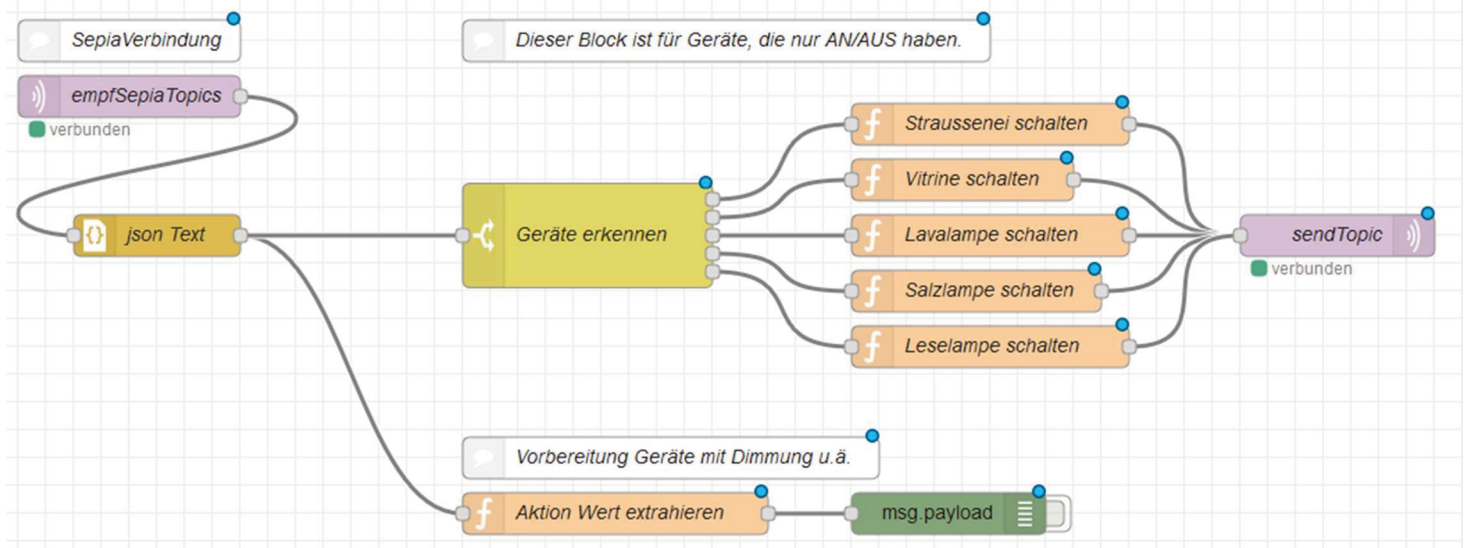 SepiaVerbindung
Dieser Block ist für Geräte, die nur AN/AUS haben.
empfSepiaTopics
verbunden
Straussenei schalten
Vitrine schalten
json Text
Geräte erkennen
Lavalampe schalten
sendTopic
verbunden
Salzlampe schalten
Leselampe schalten
Vorbereitung Geräte mit Dimmung u.ä.
Aktion Wert extrahieren
msg.payload